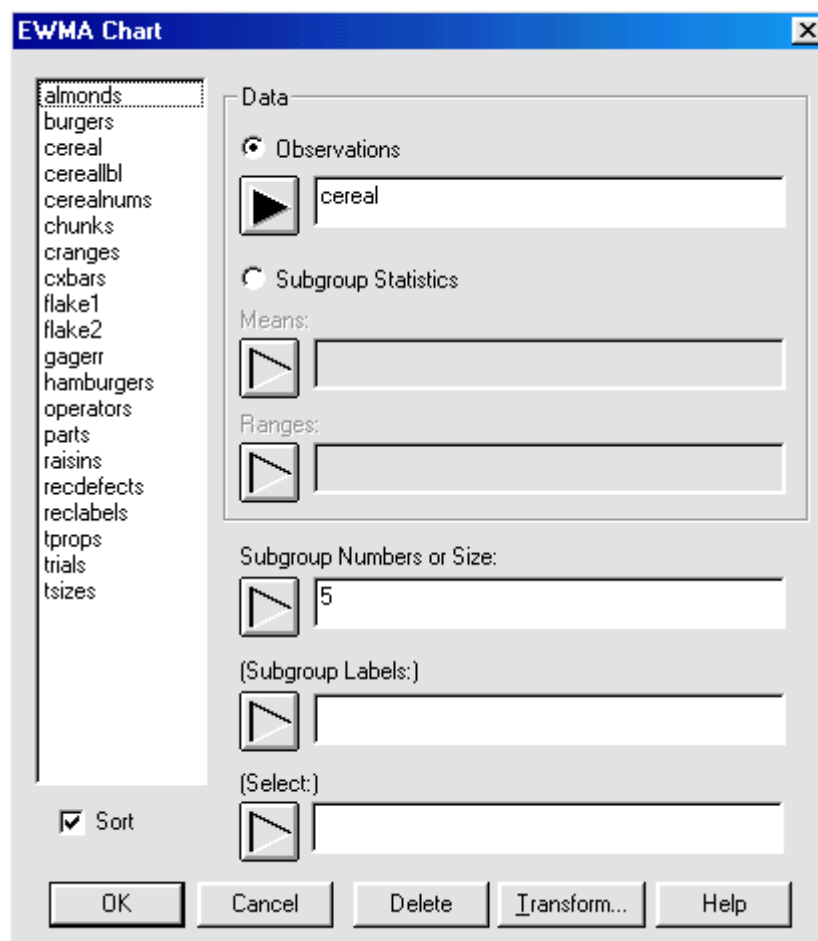 EWMA Chart
almonds
burgers
cereal
cereallbl
cerealnums
chunks
cranges
cxbars
flake1
flake2
gagerr
hamburgers
operators
parts
raisins
recdefects
reclabels
tprops
trials
tsizes
Sort
Data
Observations
cereal
Subgroup Statistics
Means:
Ranges:
Subgroup Numbers or Size:
5
(Subgroup Labels:)
(Select:)
OK Cancel Delete Transform... Help